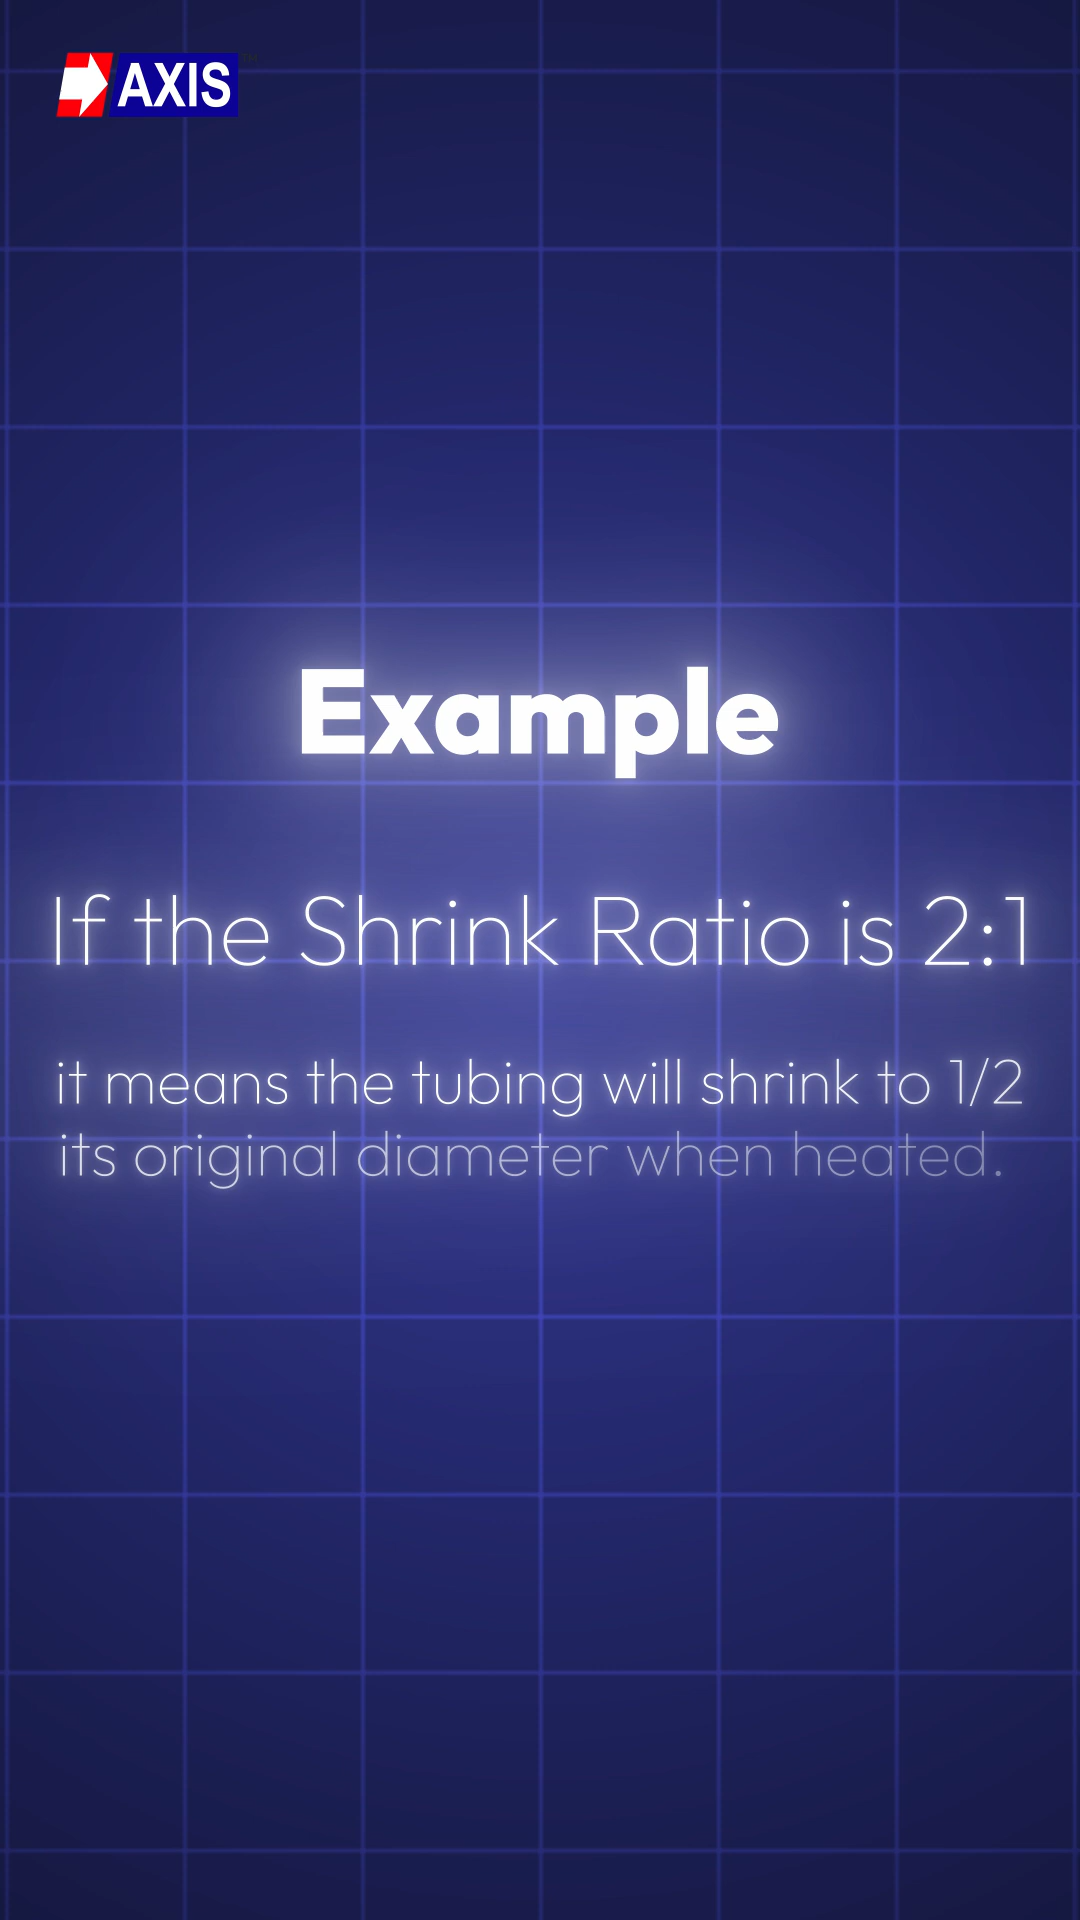 AXIS™
Example
If the Shrink Ratio is 2:1
it means the tubing will shrink to 1/2
its original diameter when heated.